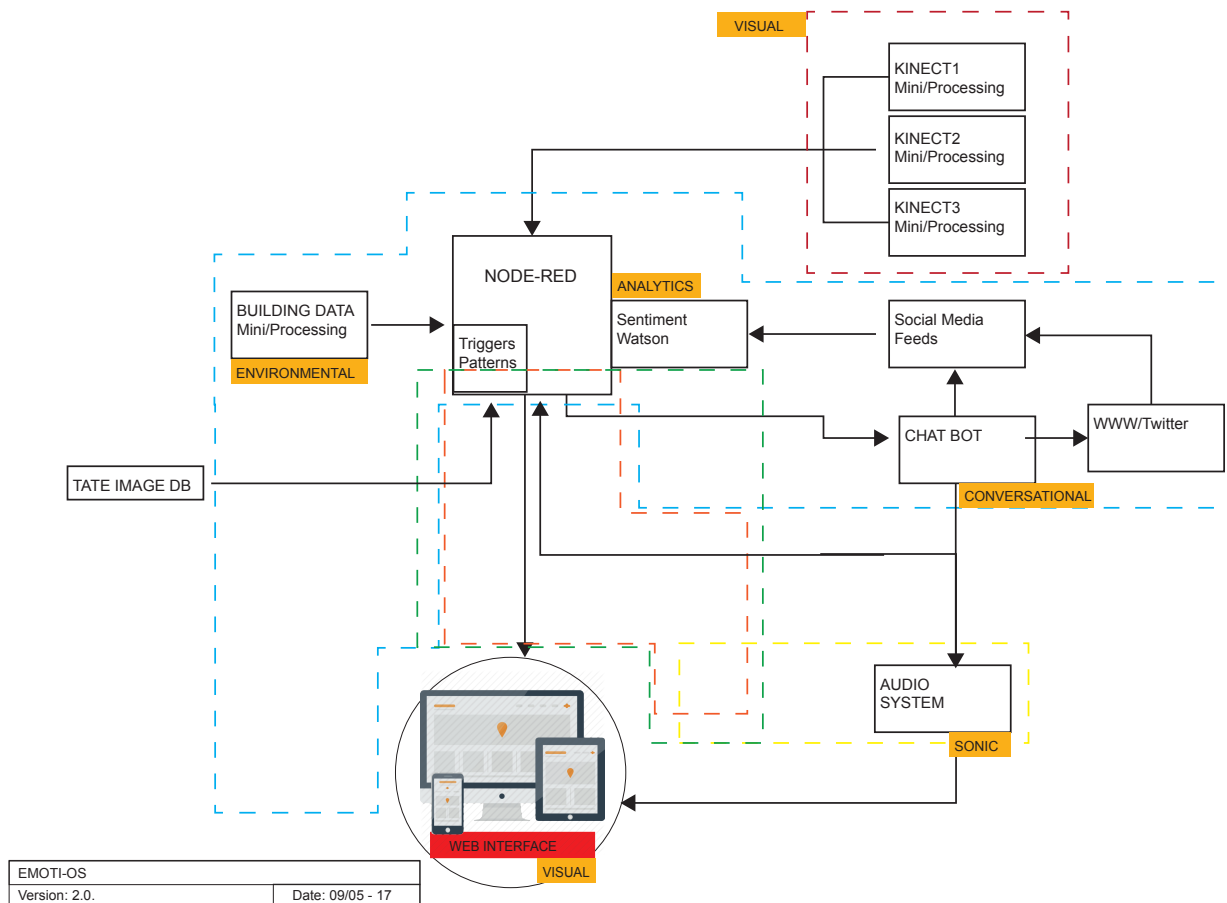 VISUAL
KINECT1
Mini/Processing
KINECT2
Mini/Processing
KINECT3
Mini/Processing
NODE-RED
ANALYTICS
BUILDING DATA
Mini/Processing
ENVIRONMENTAL
Triggers
Patterns
Sentiment
Watson
Social Media
Feeds
CHAT BOT
WWW/Twitter
CONVERSATIONAL
TATE IMAGE DB
AUDIO
SYSTEM
SONIC
WEB INTERFACE
VISUAL
EMOTI-OS
Version: 2.0.
Date: 09/05 - 17